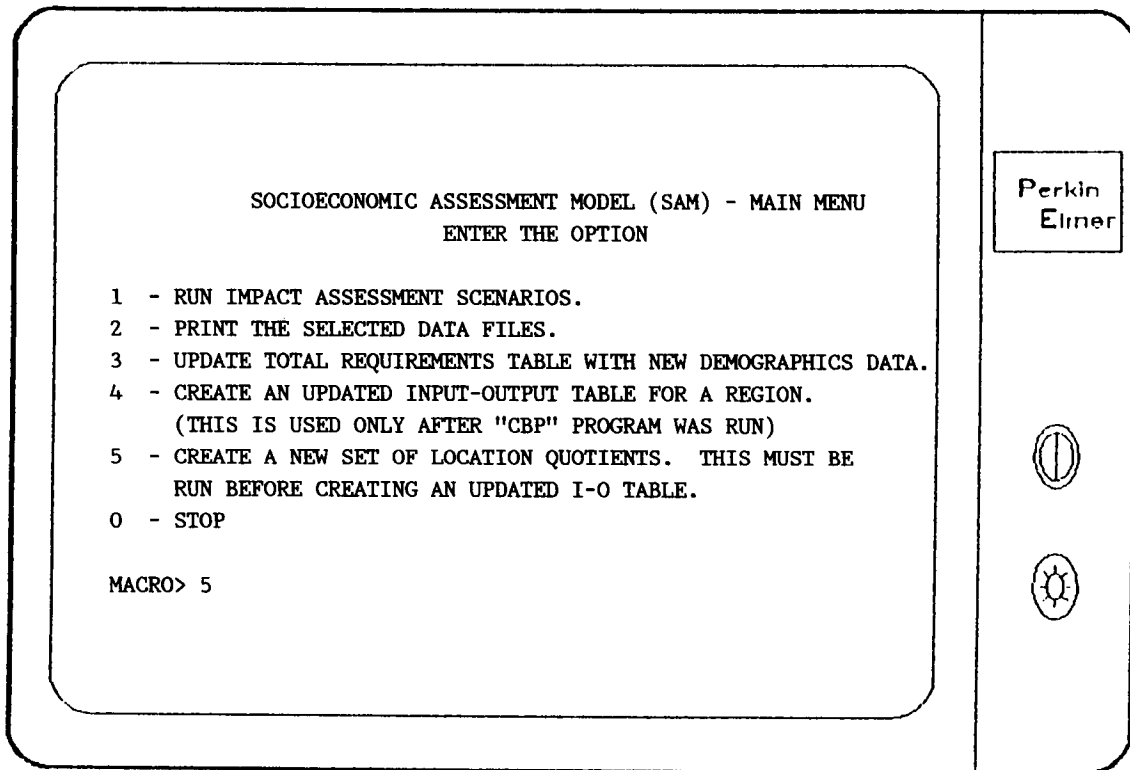 SOCIOECONOMIC ASSESSMENT MODEL (SAM) - MAIN MENU
ENTER THE OPTION
1 - RUN IMPACT ASSESSMENT SCENARIOS.
2 - PRINT THE SELECTED DATA FILES.
3 - UPDATE TOTAL REQUIREMENTS TABLE WITH NEW DEMOGRAPHICS DATA.
4 - CREATE AN UPDATED INPUT-OUTPUT TABLE FOR A REGION.
(THIS IS USED ONLY AFTER "CBP" PROGRAM WAS RUN)
5 - CREATE A NEW SET OF LOCATION QUOTIENTS. THIS MUST BE
RUN BEFORE CREATING AN UPDATED I-O TABLE.
0 - STOP
MACRO> 5
Perkin
Elmer